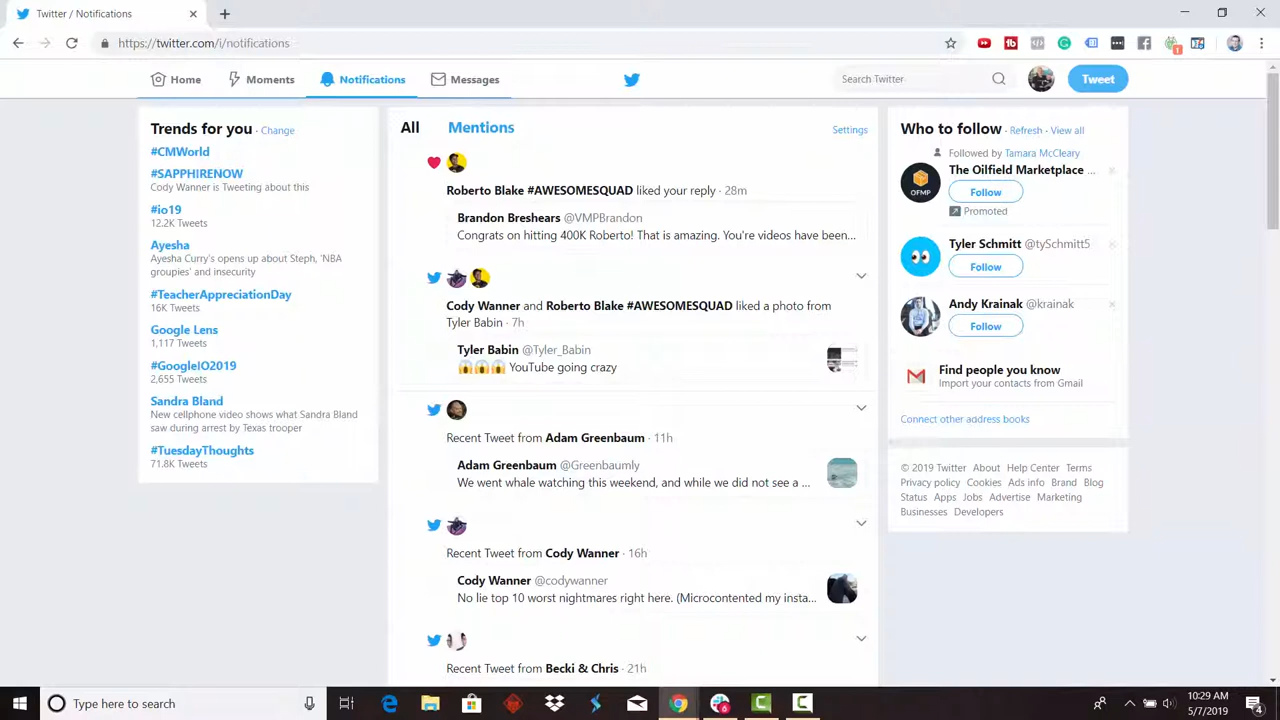 Twitter / Notifications
https://twitter.com/i/notifications
Home
Moments
Notifications
Messages
Search Twitter
Tweet
Trends for you · Change
#CMWorld
#SAPPHIRENOW
Cody Wanner is Tweeting about this
#io19
12.2K Tweets
Ayesha
Ayesha Curry's opens up about Steph, 'NBA
groupies' and insecurity
#TeacherAppreciationDay
16K Tweets
Google Lens
1,117 Tweets
#GoogleIO2019
2,655 Tweets
Sandra Bland
New cellphone video shows what Sandra Bland
saw during arrest by Texas trooper
#TuesdayThoughts
71.8K Tweets
All
Mentions
Settings
Roberto Blake #AWESOMESQUAD liked your reply · 28m
Brandon Breshears @VMPBrandon
Congrats on hitting 400K Roberto! That is amazing. You're videos have been...
Cody Wanner and Roberto Blake #AWESOMESQUAD liked a photo from
Tyler Babin · 7h
Tyler Babin @Tyler_Babin
😱😱😱 YouTube going crazy
Recent Tweet from Adam Greenbaum · 11h
Adam Greenbaum @Greenbaumly
We went whale watching this weekend, and while we did not see a ...
Recent Tweet from Cody Wanner · 16h
Cody Wanner @codywanner
No lie top 10 worst nightmares right here. (Microcontented my insta...
Recent Tweet from Becki & Chris · 21h
Who to follow · Refresh · View all
Followed by Tamara McCleary
The Oilfield Marketplace ...
OFMP
Follow
Promoted
Tyler Schmitt @tySchmitt5
Follow
Andy Krainak @krainak
Follow
Find people you know
Import your contacts from Gmail
Connect other address books
© 2019 Twitter About Help Center Terms
Privacy policy Cookies Ads info Brand Blog
Status Apps Jobs Advertise Marketing
Businesses Developers
Type here to search
10:29 AM
5/7/2019